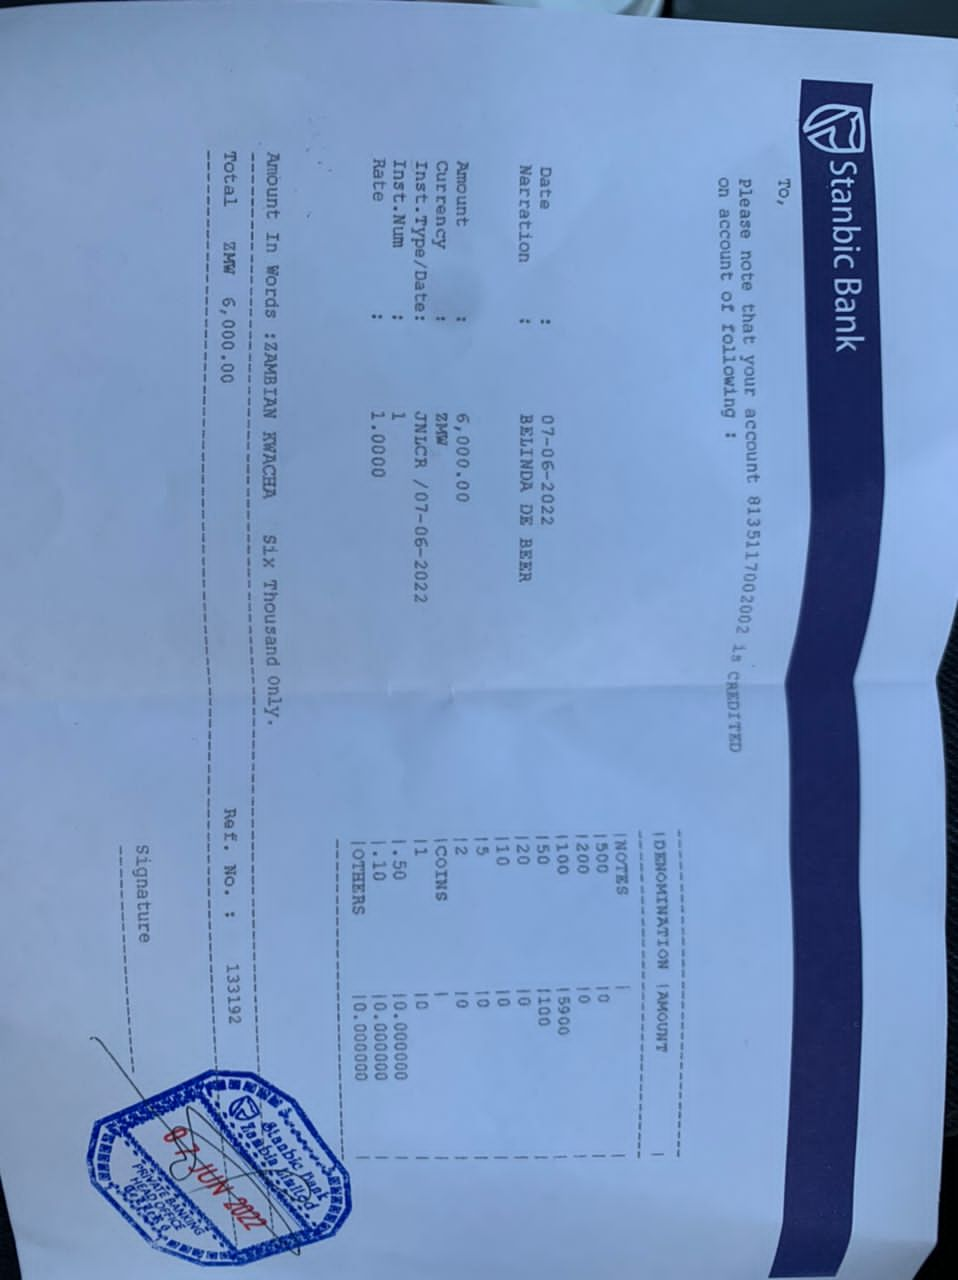 Stanbic Bank
To,
Please note that your account 8135117002002 is CREDITED
on account of following :
Date : 07-06-2022
Narration : BELINDA DE BEER
Amount : 6,000.00
Currency : ZMW
Inst.Type/Date: JNLCR /07-06-2022
Inst.Num : 1
Rate : 1.0000
|DENOMINATION |AMOUNT |
|NOTES | |
|500 |0 |
|200 |0 |
|100 |5900 |
|50 |100 |
|20 |0 |
|10 |0 |
|5 |0 |
|2 |0 |
|COINS | |
|1 |0 |
|.50 |0.000000 |
|.10 |0.000000 |
|OTHERS |0.000000 |
Amount In Words :ZAMBIAN KWACHA Six Thousand Only.
Total ZMW 6,000.00 Ref. No. : 133192
Signature
Stanbic Bank
Zambia Limited
07 JUN 2022
PRIVATE BANKING
HEAD OFFICE